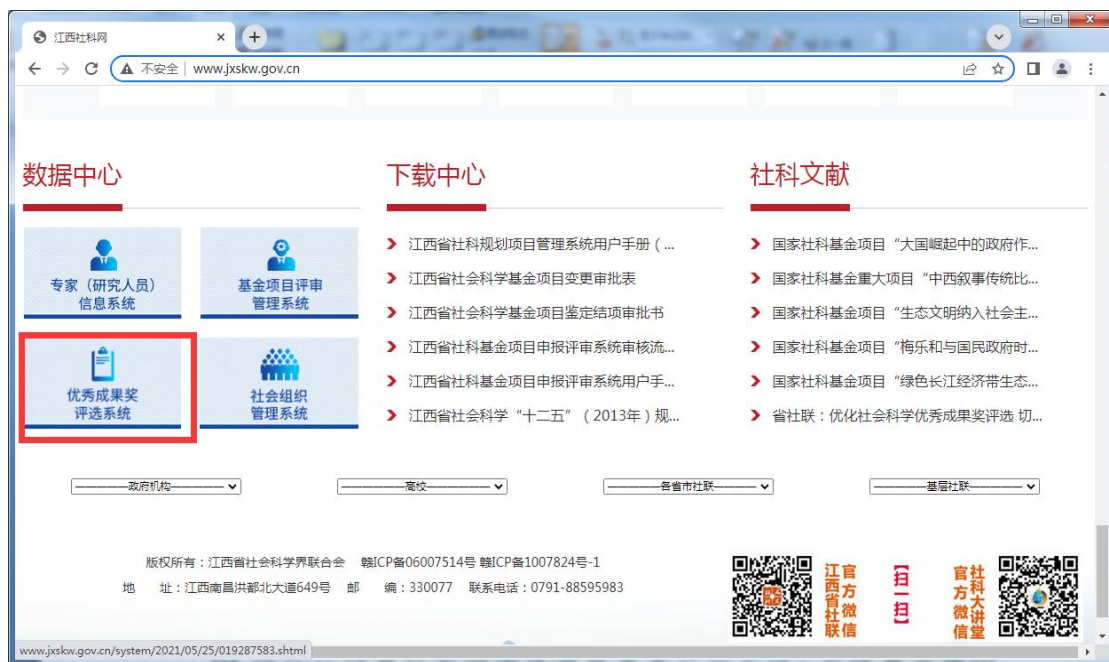 江西社科网
不安全 www.jxskw.gov.cn
数据中心
专家（研究人员）
信息系统
基金项目评审
管理系统
优秀成果奖
评选系统
社会组织
管理系统
下载中心
江西省社科规划项目管理系统用户手册（...
江西省社会科学基金项目变更审批表
江西省社会科学基金项目鉴定结项审批书
江西省社科基金项目申报评审系统审核流...
江西省社科基金项目申报评审系统用户手...
江西省社会科学“十二五”（2013年）规...
社科文献
国家社科基金项目“大国崛起中的政府作...
国家社科基金重大项目“中西叙事传统比...
国家社科基金项目“生态文明纳入社会主...
国家社科基金项目“梅乐和与国民政府时...
国家社科基金项目“绿色长江经济带生态...
省社联：优化社会科学优秀成果奖评选 切...
—————政府机构————— —————高校————— —————各省市社联———— —————基层社联—————
版权所有：江西省社会科学界联合会 赣ICP备06007514号 赣ICP备1007824号-1
地 址：江西南昌洪都北大道649号 邮 编：330077 联系电话：0791-88595983
江西省社联
官方微信
【扫一扫】
官方微信
社科大讲堂
www.jxskw.gov.cn/system/2021/05/25/019287583.shtml